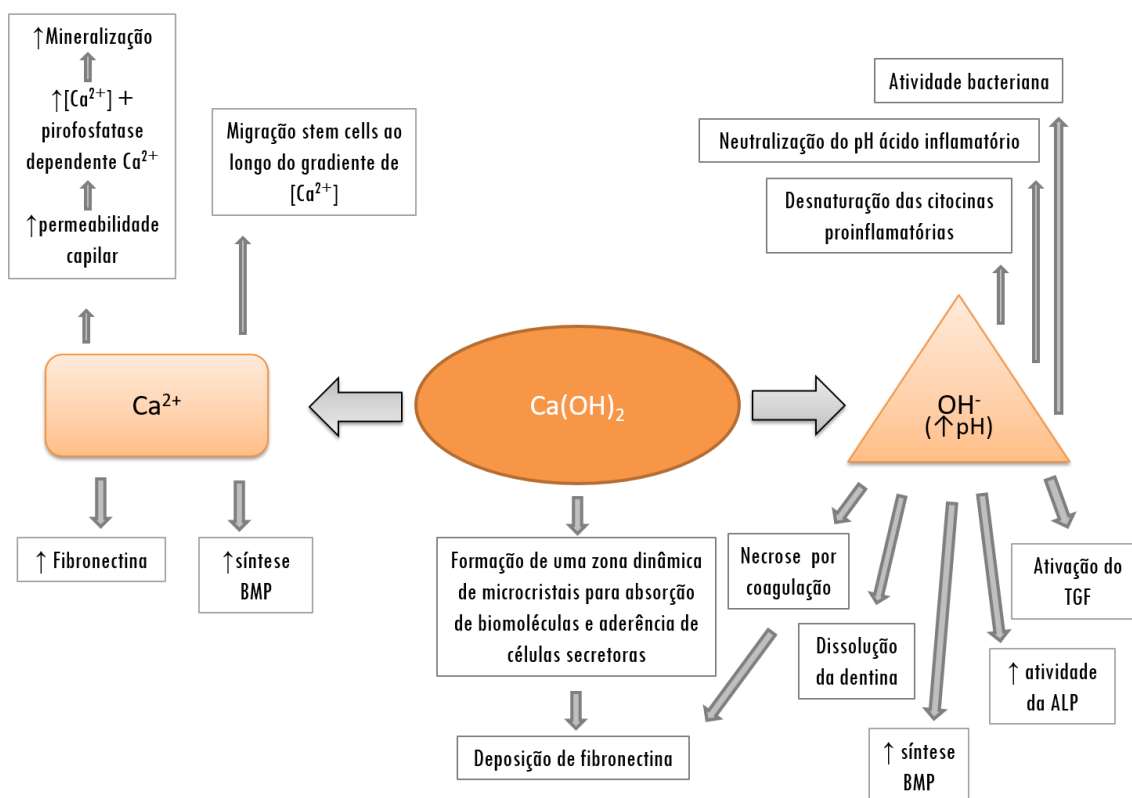 ↑Mineralização
↑[Ca²⁺] +
pirofosfatase
dependente Ca²⁺
↑permeabilidade
capilar
Migração stem cells ao
longo do gradiente de
[Ca²⁺]
Atividade bacteriana
Neutralização do pH ácido inflamatório
Desnaturação das citocinas
proinflamatórias
Ca²⁺
Ca(OH)₂
OH⁻
(↑pH)
↑ Fibronectina
↑síntese
BMP
Formação de uma zona dinâmica
de microcristais para absorção
de biomoléculas e aderência de
células secretoras
Deposição de fibronectina
Necrose por
coagulação
Dissolução
da dentina
↑ síntese
BMP
↑ atividade
da ALP
Ativação do
TGF